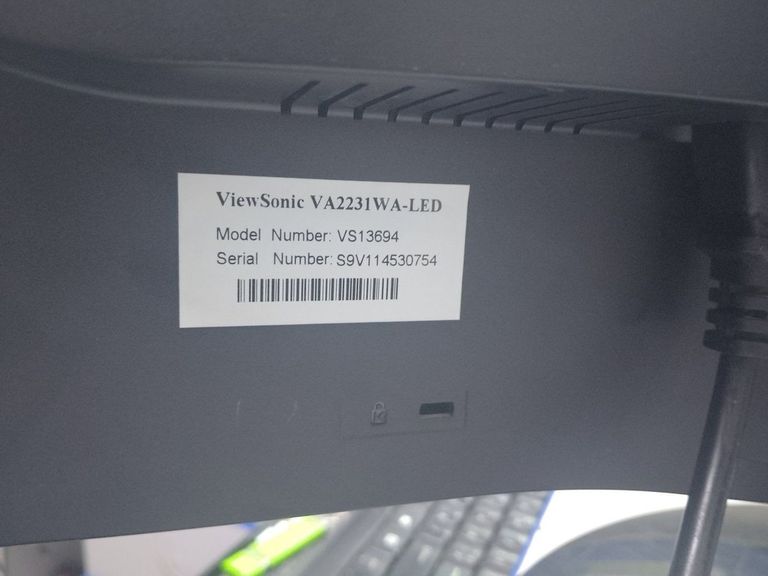 ViewSonic VA2231WA-LED
Model Number: VS13694
Serial Number: S9V114530754